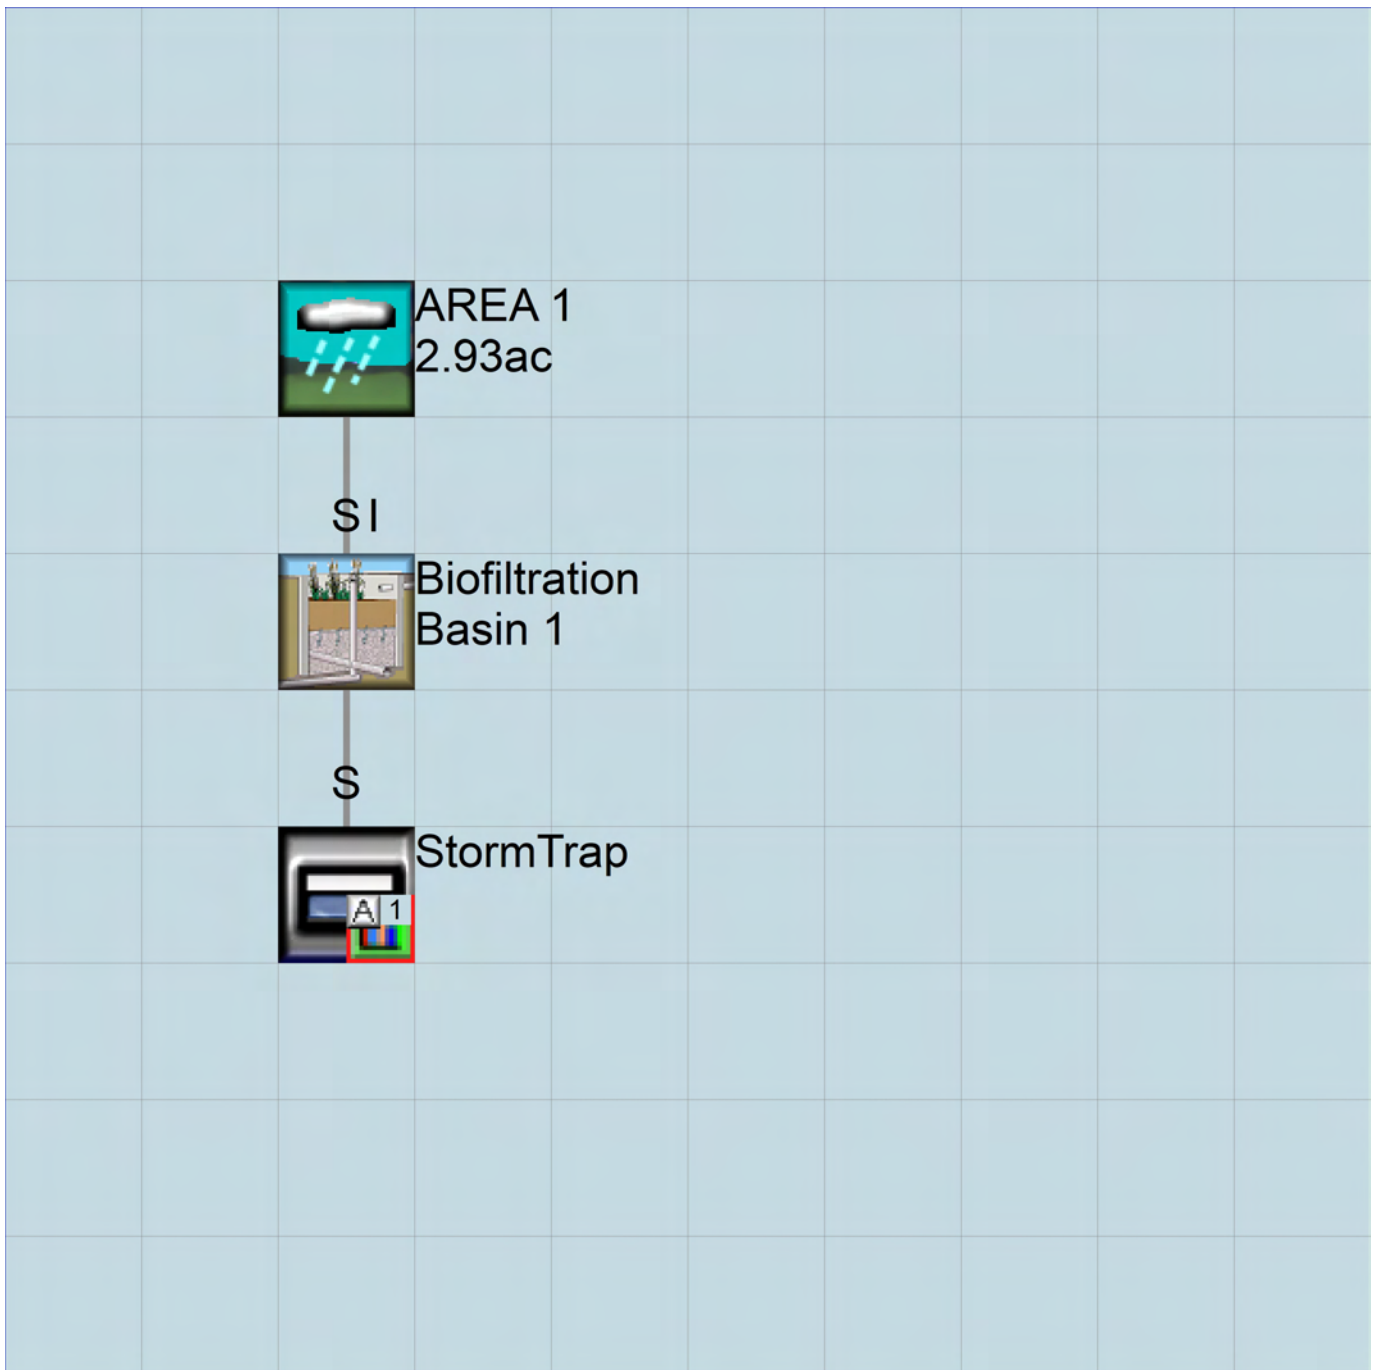 AREA 1
2.93ac
S I
Biofiltration
Basin 1
S
StormTrap
A 1